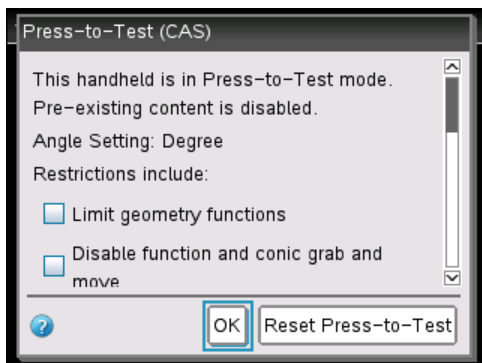 Press-to-Test (CAS)
This handheld is in Press-to-Test mode.
Pre-existing content is disabled.
Angle Setting: Degree
Restrictions include:
Limit geometry functions
Disable function and conic grab and
move
?
OK
Reset Press-to-Test